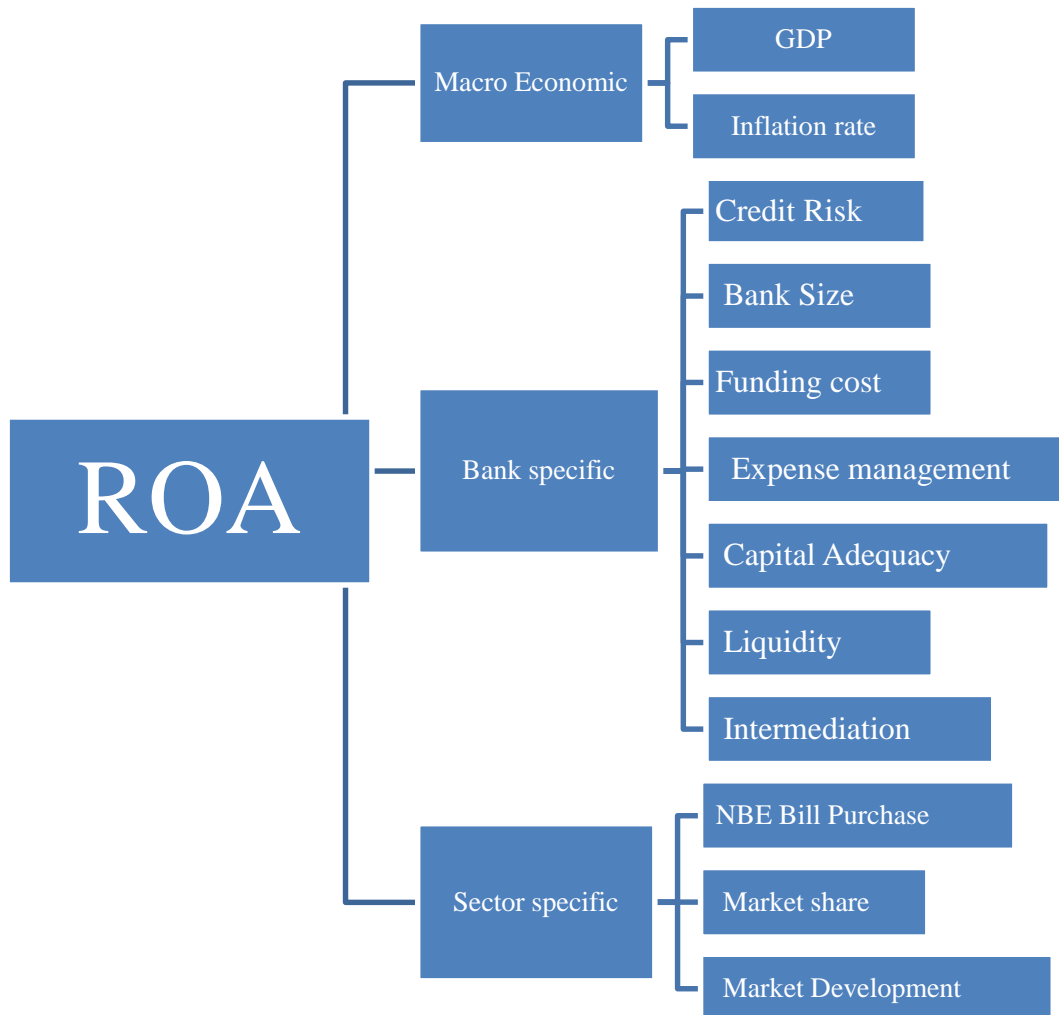 ROA
Macro Economic
GDP
Inflation rate
Bank specific
Credit Risk
Bank Size
Funding cost
Expense management
Capital Adequacy
Liquidity
Intermediation
Sector specific
NBE Bill Purchase
Market share
Market Development